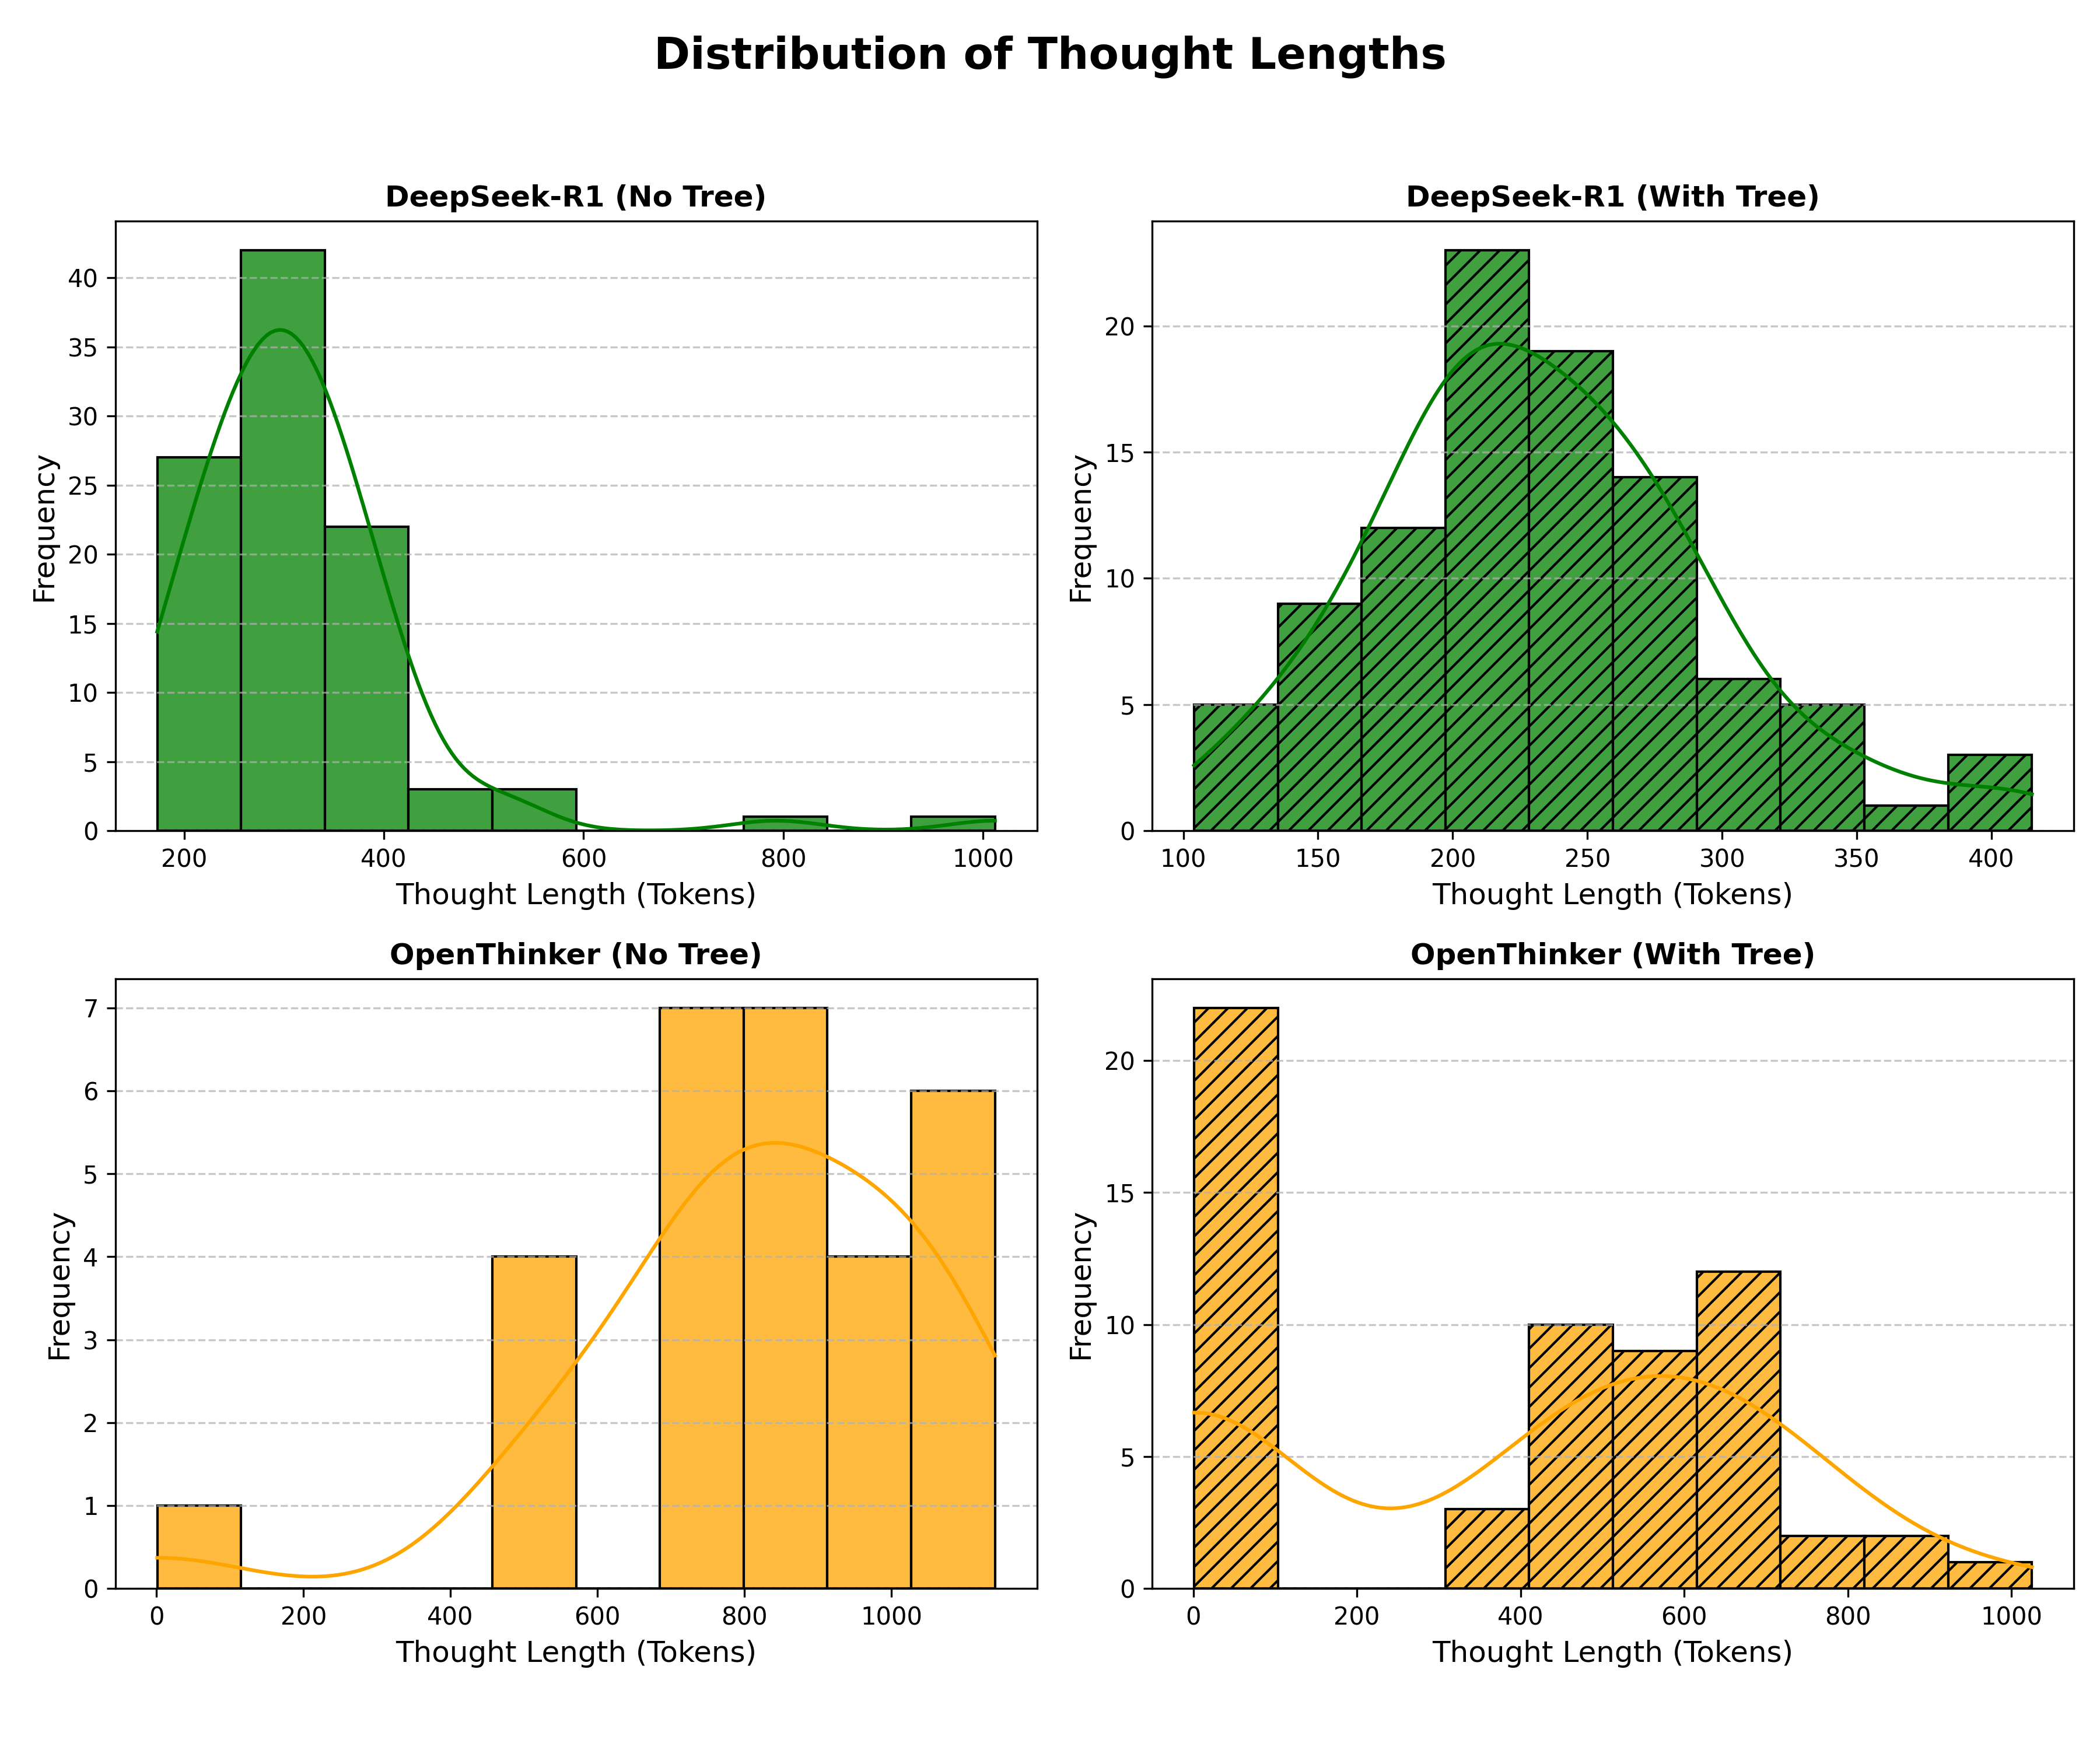 Distribution of Thought Lengths
DeepSeek-R1 (No Tree)
Frequency
40
35
30
25
20
15
10
5
0
200 400 600 800 1000
Thought Length (Tokens)
DeepSeek-R1 (With Tree)
Frequency
20
15
10
5
0
100 150 200 250 300 350 400
Thought Length (Tokens)
OpenThinker (No Tree)
Frequency
7
6
5
4
3
2
1
0
0 200 400 600 800 1000
Thought Length (Tokens)
OpenThinker (With Tree)
Frequency
20
15
10
5
0
0 200 400 600 800 1000
Thought Length (Tokens)